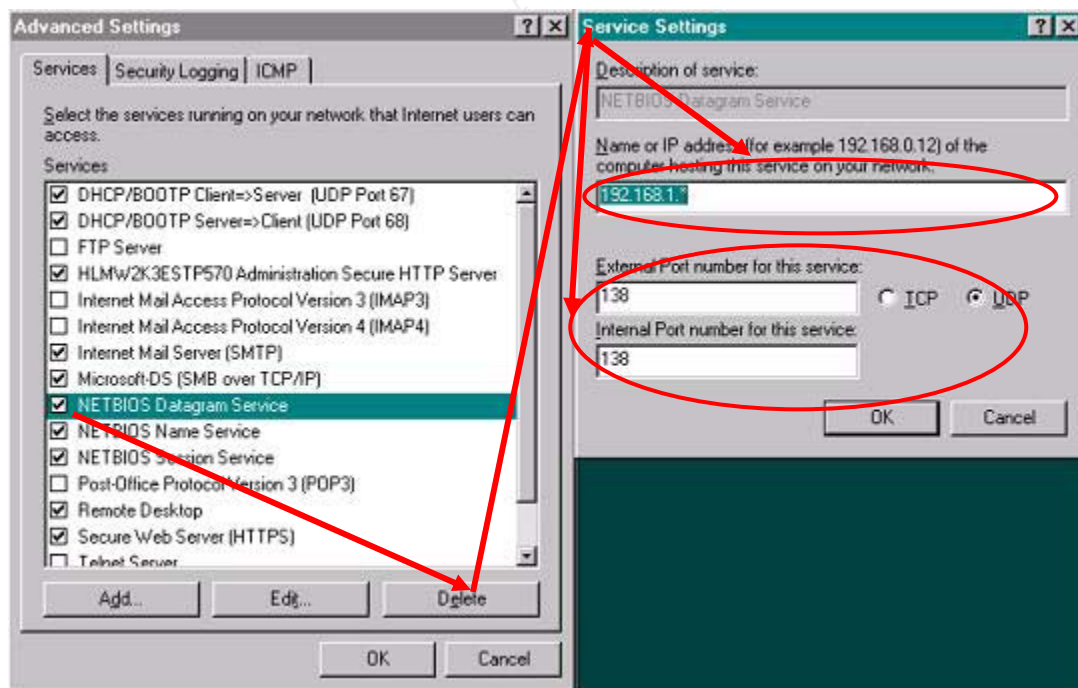 Advanced Settings
Services
Security Logging
ICMP
Select the services running on your network that Internet users can
access.
Services
DHCP/BOOTP Client=>Server (UDP Port 67)
DHCP/BOOTP Server=>Client (UDP Port 68)
FTP Server
HLMW2K3ESTP570 Administration Secure HTTP Server
Internet Mail Access Protocol Version 3 (IMAP3)
Internet Mail Access Protocol Version 4 (IMAP4)
Internet Mail Server (SMTP)
Microsoft-DS (SMB over TCP/IP)
NETBIOS Datagram Service
NETBIOS Name Service
NETBIOS Session Service
Post-Office Protocol Version 3 (POP3)
Remote Desktop
Secure Web Server (HTTPS)
Telnet Server
Add...
Edit...
Delete
OK
Cancel
Service Settings
Description of service:
NETBIOS Datagram Service
Name or IP address (for example 192.168.0.12) of the
computer hosting this service on your network:
192.168.1.*
External Port number for this service:
138
TCP
UDP
Internal Port number for this service:
138
OK
Cancel